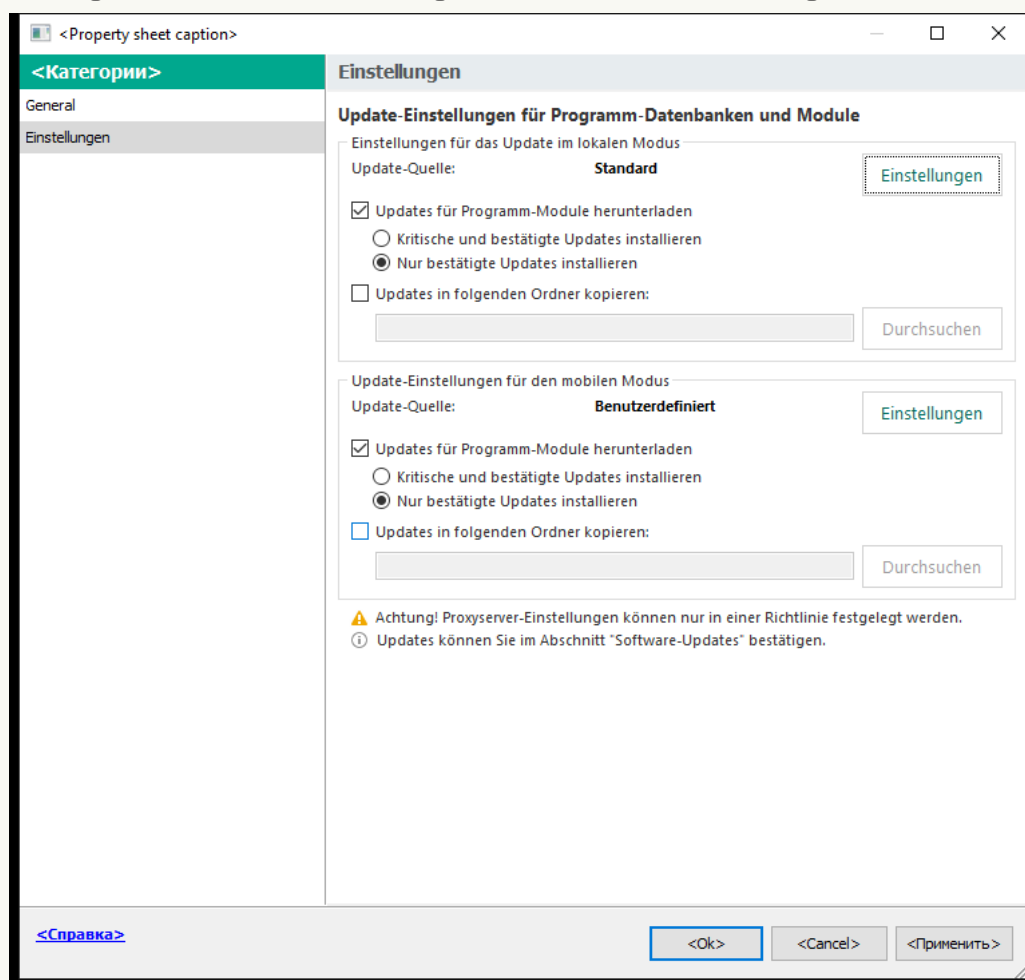 <Property sheet caption>
<Категории>
General
Einstellungen
Einstellungen
Update-Einstellungen für Programm-Datenbanken und Module
Einstellungen für das Update im lokalen Modus
Update-Quelle: Standard
Einstellungen
Updates für Programm-Module herunterladen
Kritische und bestätigte Updates installieren
Nur bestätigte Updates installieren
Updates in folgenden Ordner kopieren:
Durchsuchen
Update-Einstellungen für den mobilen Modus
Update-Quelle: Benutzerdefiniert
Einstellungen
Updates für Programm-Module herunterladen
Kritische und bestätigte Updates installieren
Nur bestätigte Updates installieren
Updates in folgenden Ordner kopieren:
Durchsuchen
Achtung! Proxyserver-Einstellungen können nur in einer Richtlinie festgelegt werden.
Updates können Sie im Abschnitt "Software-Updates" bestätigen.
<Справка>
<Ok> <Cancel> <Применить>